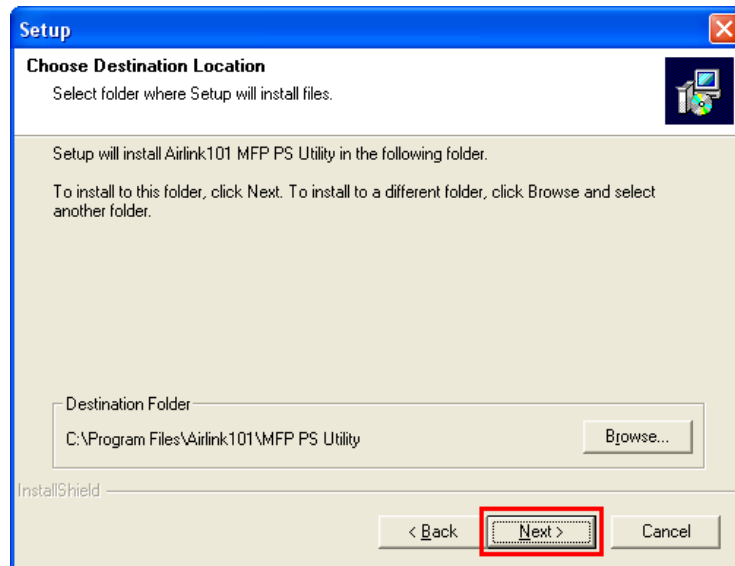 Setup
Choose Destination Location
Select folder where Setup will install files.
Setup will install Airlink101 MFP PS Utility in the following folder.
To install to this folder, click Next. To install to a different folder, click Browse and select
another folder.
Destination Folder
C:\Program Files\Airlink101\MFP PS Utility
Browse...
InstallShield
< Back
Next >
Cancel